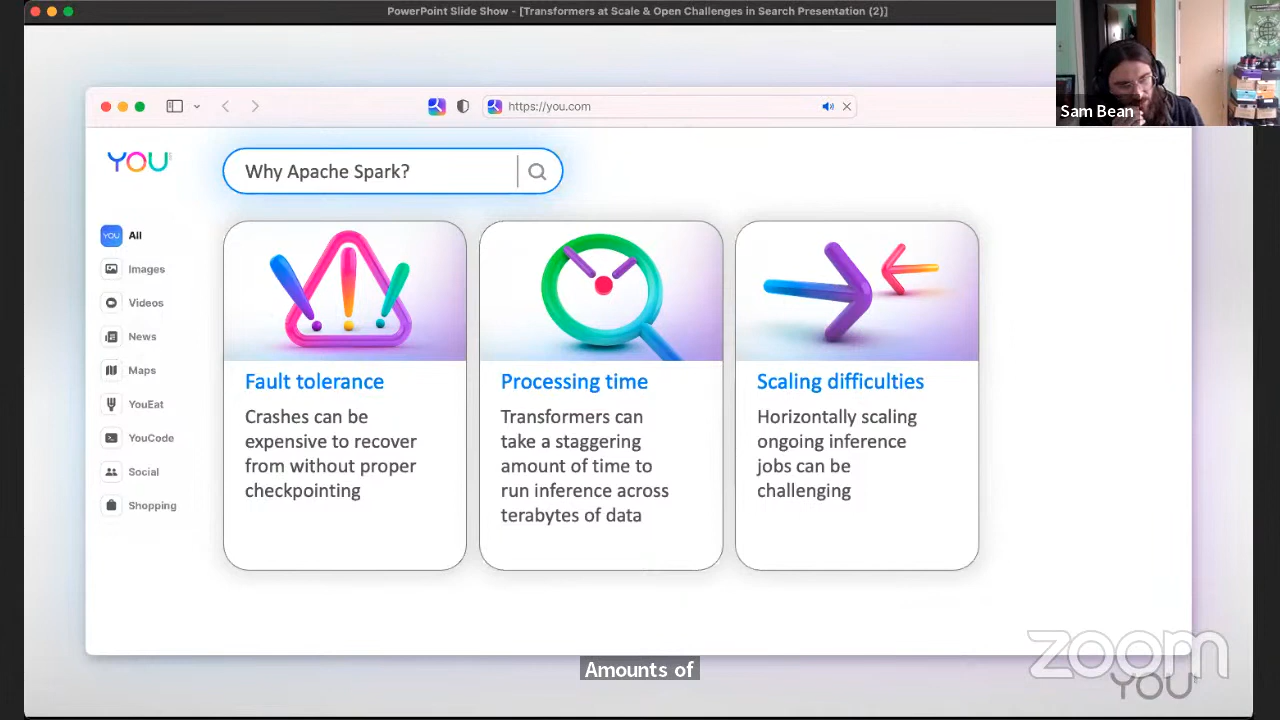 PowerPoint Slide Show - [Transformers at Scale & Open Challenges in Search Presentation (2)]
Sam Bean
https://you.com
YOU
Why Apache Spark?
YOU
All
Images
Videos
News
Maps
YouEat
YouCode
Social
Shopping
Fault tolerance
Crashes can be
expensive to recover
from without proper
checkpointing
Processing time
Transformers can
take a staggering
amount of time to
run inference across
terabytes of data
Scaling difficulties
Horizontally scaling
ongoing inference
jobs can be
challenging
Amounts of
zoom
YOU